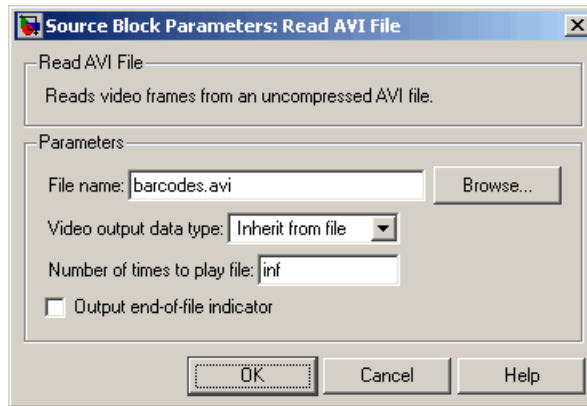 Source Block Parameters: Read AVI File
Read AVI File
Reads video frames from an uncompressed AVI file.
Parameters
File name: barcodes.avi Browse...
Video output data type: Inherit from file
Number of times to play file: inf
Output end-of-file indicator
OK Cancel Help